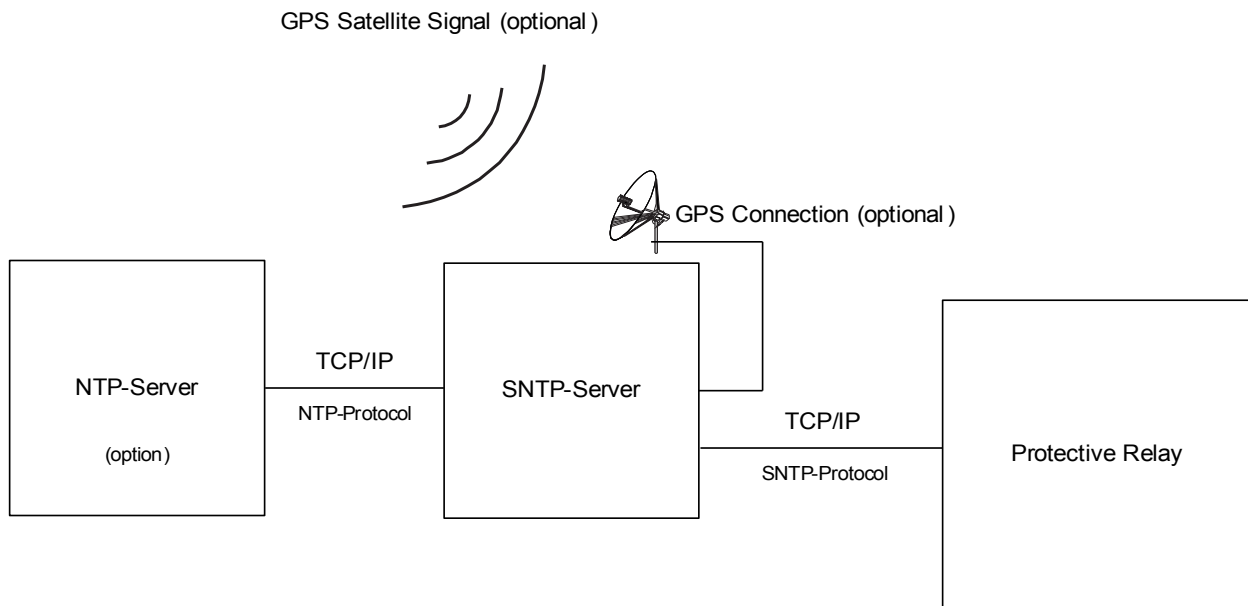 GPS Satellite Signal (optional)
GPS Connection (optional)
NTP-Server
(option)
TCP/IP
NTP-Protocol
SNTP-Server
TCP/IP
SNTP-Protocol
Protective Relay